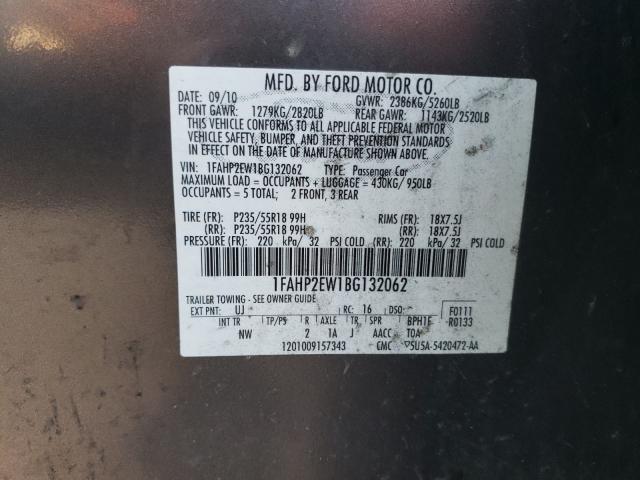 MFD. BY FORD MOTOR CO.
DATE: 09/10 GVWR: 2386KG/5260LB
FRONT GAWR: 1279KG/2820LB REAR GAWR: 1143KG/2520LB
THIS VEHICLE CONFORMS TO ALL APPLICABLE FEDERAL MOTOR
VEHICLE SAFETY, BUMPER, AND THEFT PREVENTION STANDARDS
IN EFFECT ON THE DATE OF MANUFACTURE SHOWN ABOVE.
VIN: 1FAHP2EW1BG132062 TYPE: Passenger Car
MAXIMUM LOAD = OCCUPANTS + LUGGAGE = 430KG/ 950LB
OCCUPANTS = 5 TOTAL; 2 FRONT, 3 REAR
TIRE (FR): P235/55R18 99H RIMS (FR): 18X7.5J
(RR): P235/55R18 99H (RR): 18X7.5J
PRESSURE (FR): 220 kPa/ 32 PSI COLD (RR): 220 kPa/ 32 PSI COLD
1FAHP2EW1BG132062
TRAILER TOWING - SEE OWNER GUIDE
EXT PNT: UJ RC: 16 DSO: F0111
INT TR TP/PS R AXLE TR SPR BPH1F R0133
NW 2 1A J AACC TOA
1201009157343 CMC 5U5A-5420472-AA